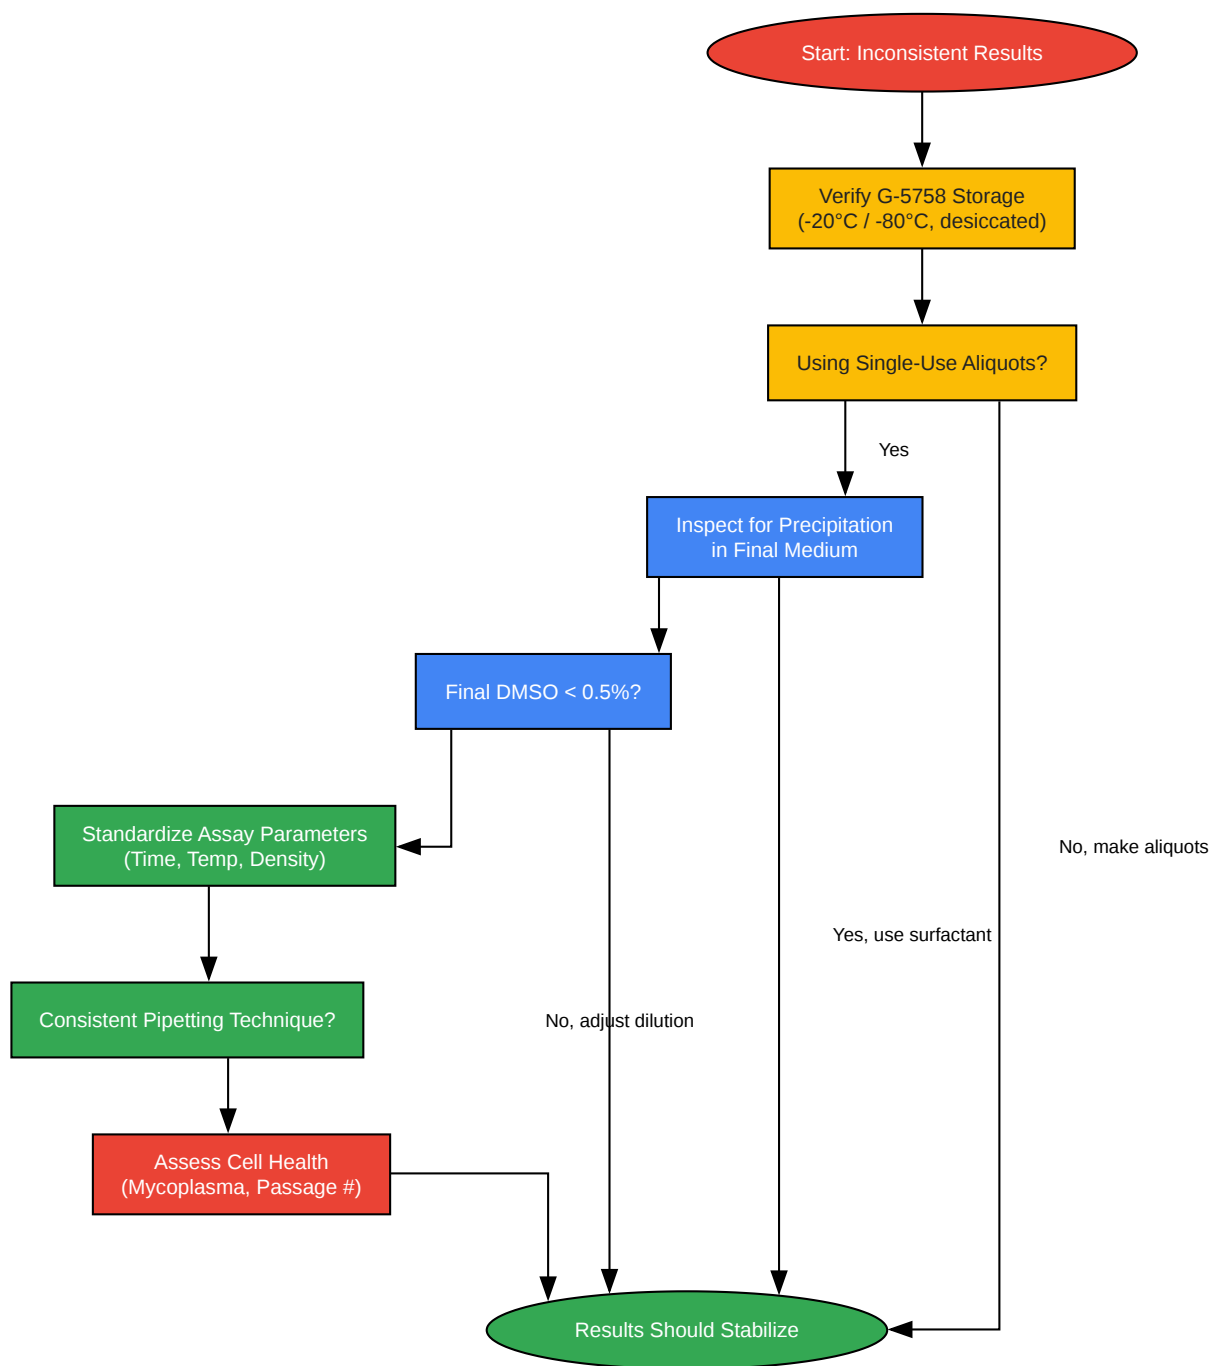 Start: Inconsistent Results
Verify G-5758 Storage
(-20°C / -80°C, desiccated)
Using Single-Use Aliquots?
Yes
Inspect for Precipitation
in Final Medium
Final DMSO < 0.5%?
Standardize Assay Parameters
(Time, Temp, Density)
No, make aliquots
Yes, use surfactant
Consistent Pipetting Technique?
No, adjust dilution
Assess Cell Health
(Mycoplasma, Passage #)
Results Should Stabilize